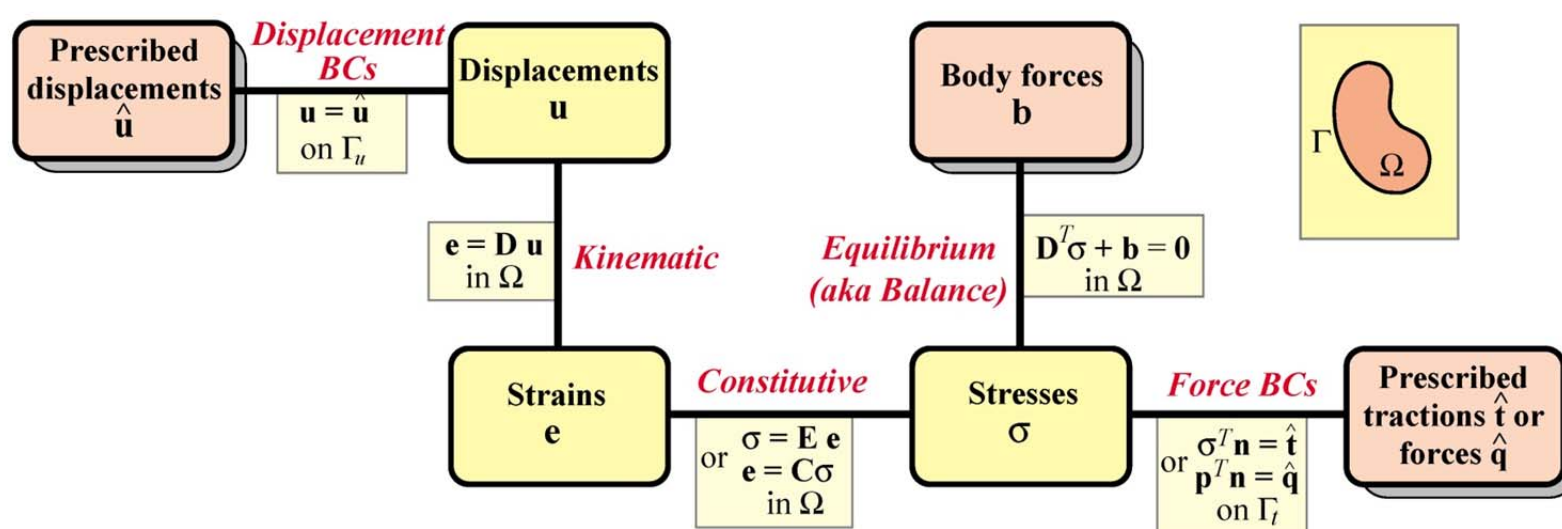 Prescribed
displacements
û
Displacement
BCs
u = û
on Γu
Displacements
u
Body forces
b
Γ
Ω
e = D u
in Ω
Kinematic
Equilibrium
(aka Balance)
D^Tσ + b = 0
in Ω
Strains
e
Constitutive
σ = E e
or
e = Cσ
in Ω
Stresses
σ
Force BCs
σ^T n = t̂
or
p^T n = q̂
on Γt
Prescribed
tractions t̂ or
forces q̂